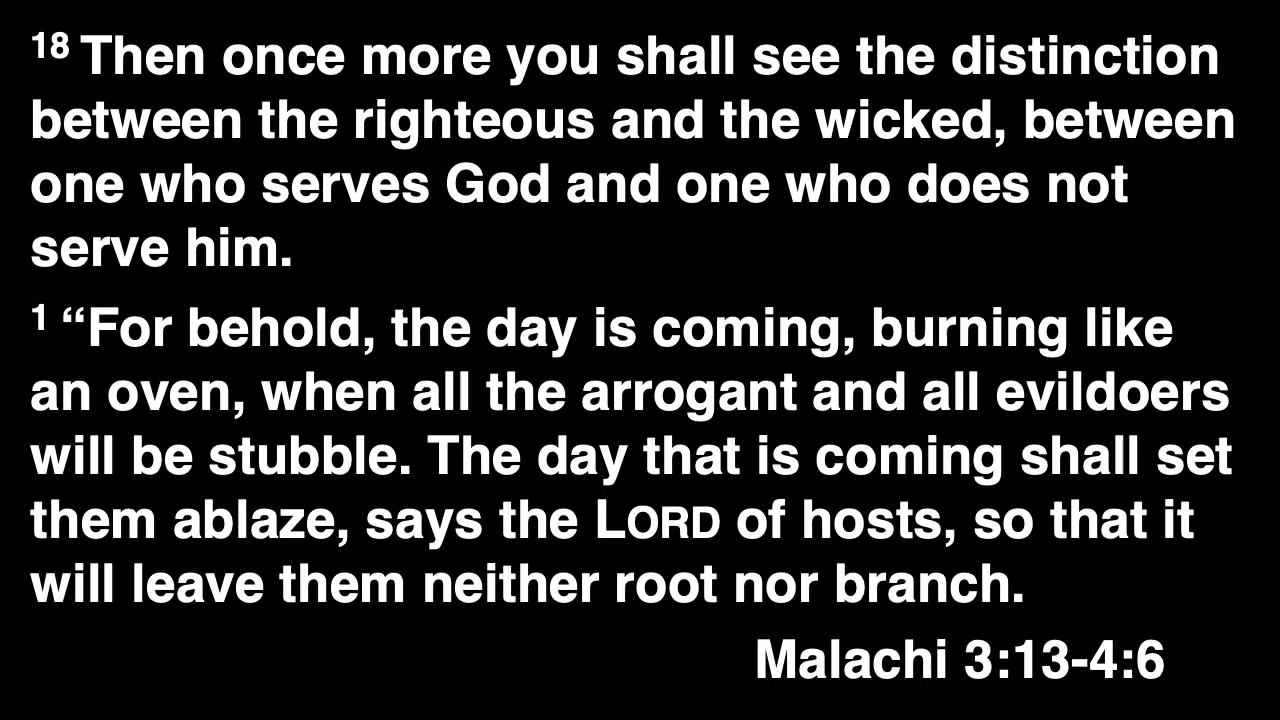 18 Then once more you shall see the distinction
between the righteous and the wicked, between
one who serves God and one who does not
serve him.
1 “For behold, the day is coming, burning like
an oven, when all the arrogant and all evildoers
will be stubble. The day that is coming shall set
them ablaze, says the LORD of hosts, so that it
will leave them neither root nor branch.
Malachi 3:13-4:6